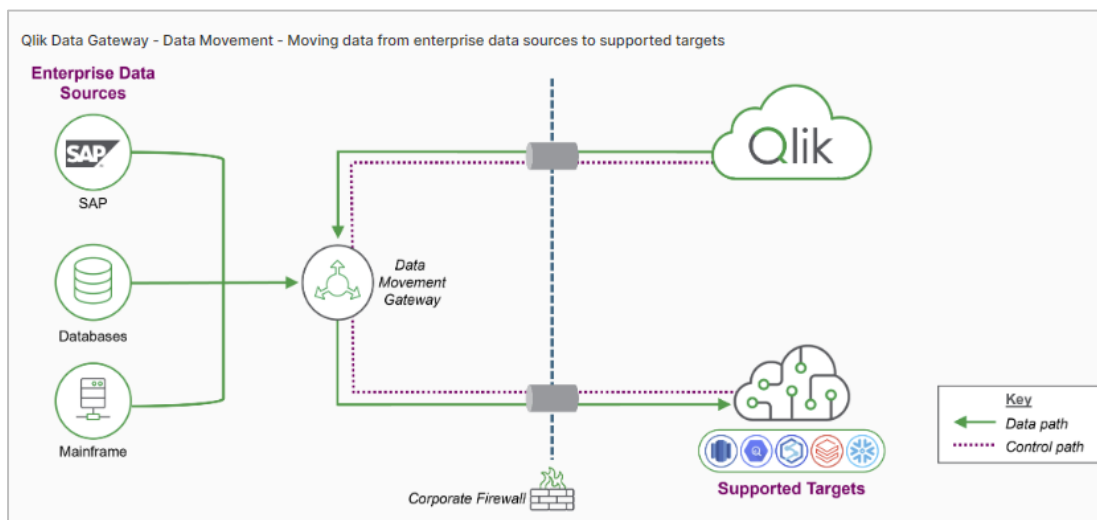 Qlik Data Gateway - Data Movement - Moving data from enterprise data sources to supported targets
Enterprise Data
Sources
SAP
SAP
Databases
Mainframe
Data
Movement
Gateway
Qlik
Corporate Firewall
Supported Targets
Key
Data path
Control path